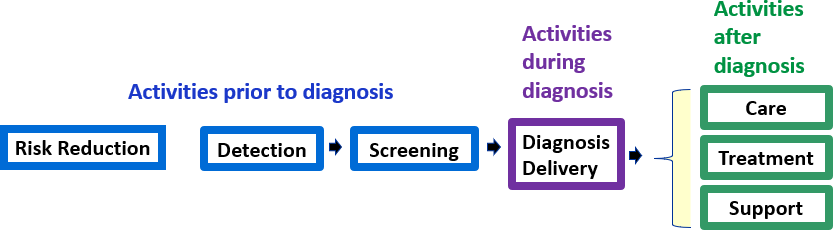 Activities prior to diagnosis
Risk Reduction
Detection
Screening
Activities
during
diagnosis
Diagnosis
Delivery
Activities
after
diagnosis
Care
Treatment
Support